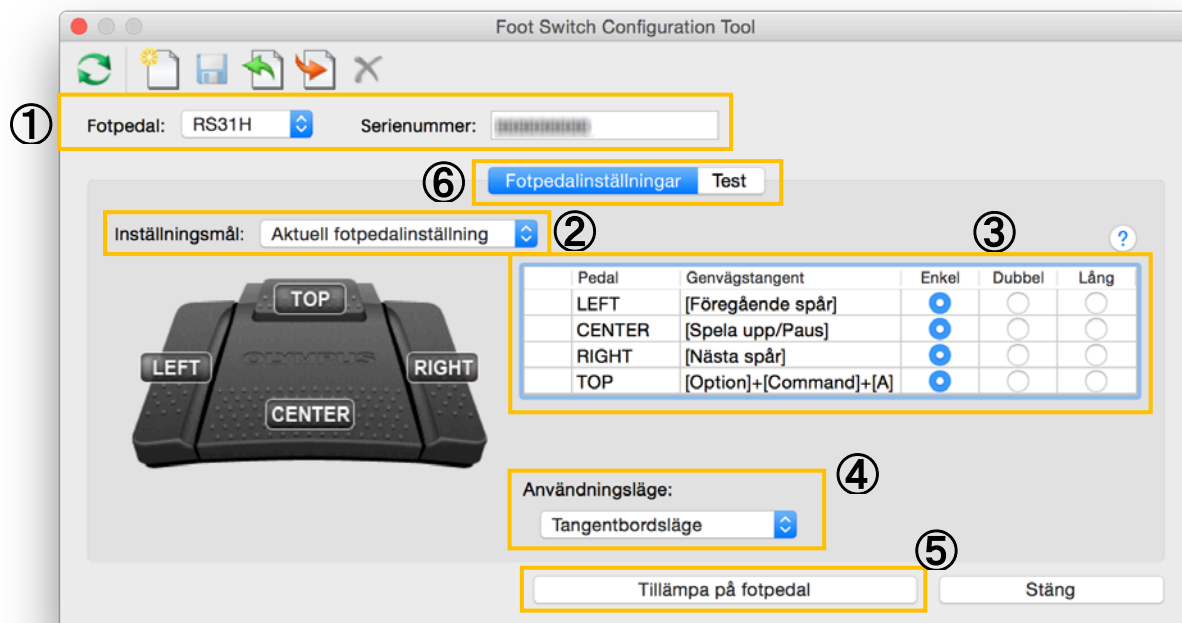 Foot Switch Configuration Tool
① Fotpedal: RS31H Serienummer:
⑥ Fotpedalinställningar Test
Inställningsmål: Aktuell fotpedalinställning ② ③ ?
Pedal Genvägstangent Enkel Dubbel Lång
LEFT [Föregående spår]
CENTER [Spela upp/Paus]
RIGHT [Nästa spår]
TOP [Option]+[Command]+[A]
TOP
OLYMPUS
LEFT RIGHT
CENTER
④
Användningsläge:
Tangentbordsläge
⑤
Tillämpa på fotpedal Stäng